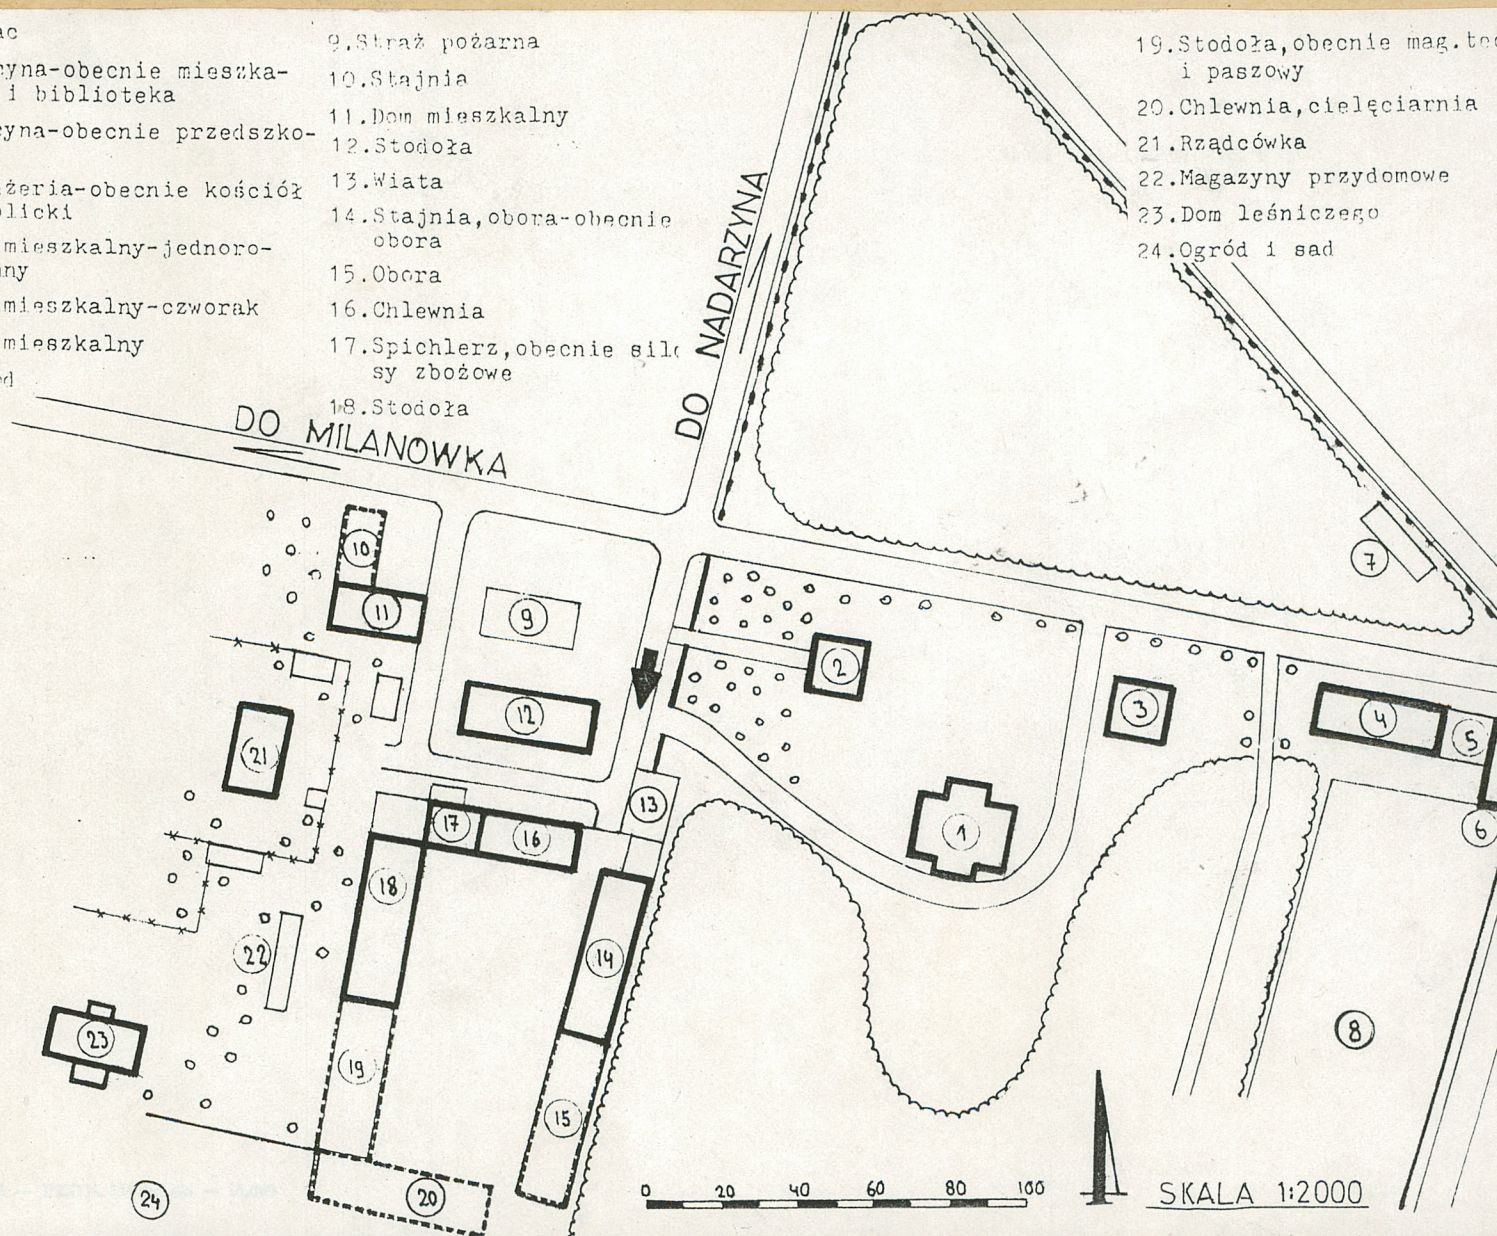 yna-obecnie mieszka-
i biblioteka
yna-obecnie przedszko-
żeria-obecnie kościół
licki
mieszkalny-jednoro-
ny
mieszkalny-czworak
mieszkalny
9.Straż pożarna
10.Stajnia
11.Dom mieszkalny
12.Stodoła
13.Wiata
14.Stajnia,obora-obecnie
obora
15.Obora
16.Chlewnia
17.Spichlerz,obecnie silo
sy zbożowe
18.Stodoła
19.Stodoła,obecnie mag.tec
i paszowy
20.Chlewnia,cielęciarnia
21.Rządcówka
22.Magazyny przydomowe
23.Dom leśniczego
24.Ogród i sad
DO NADARZYNA
DO MILANOWKA
10
11
9
7
2
12
3
4
5
21
13
17
16
1
6
18
22
14
23
19
8
15
20
24
0 20 40 60 80 100
SKALA 1:2000